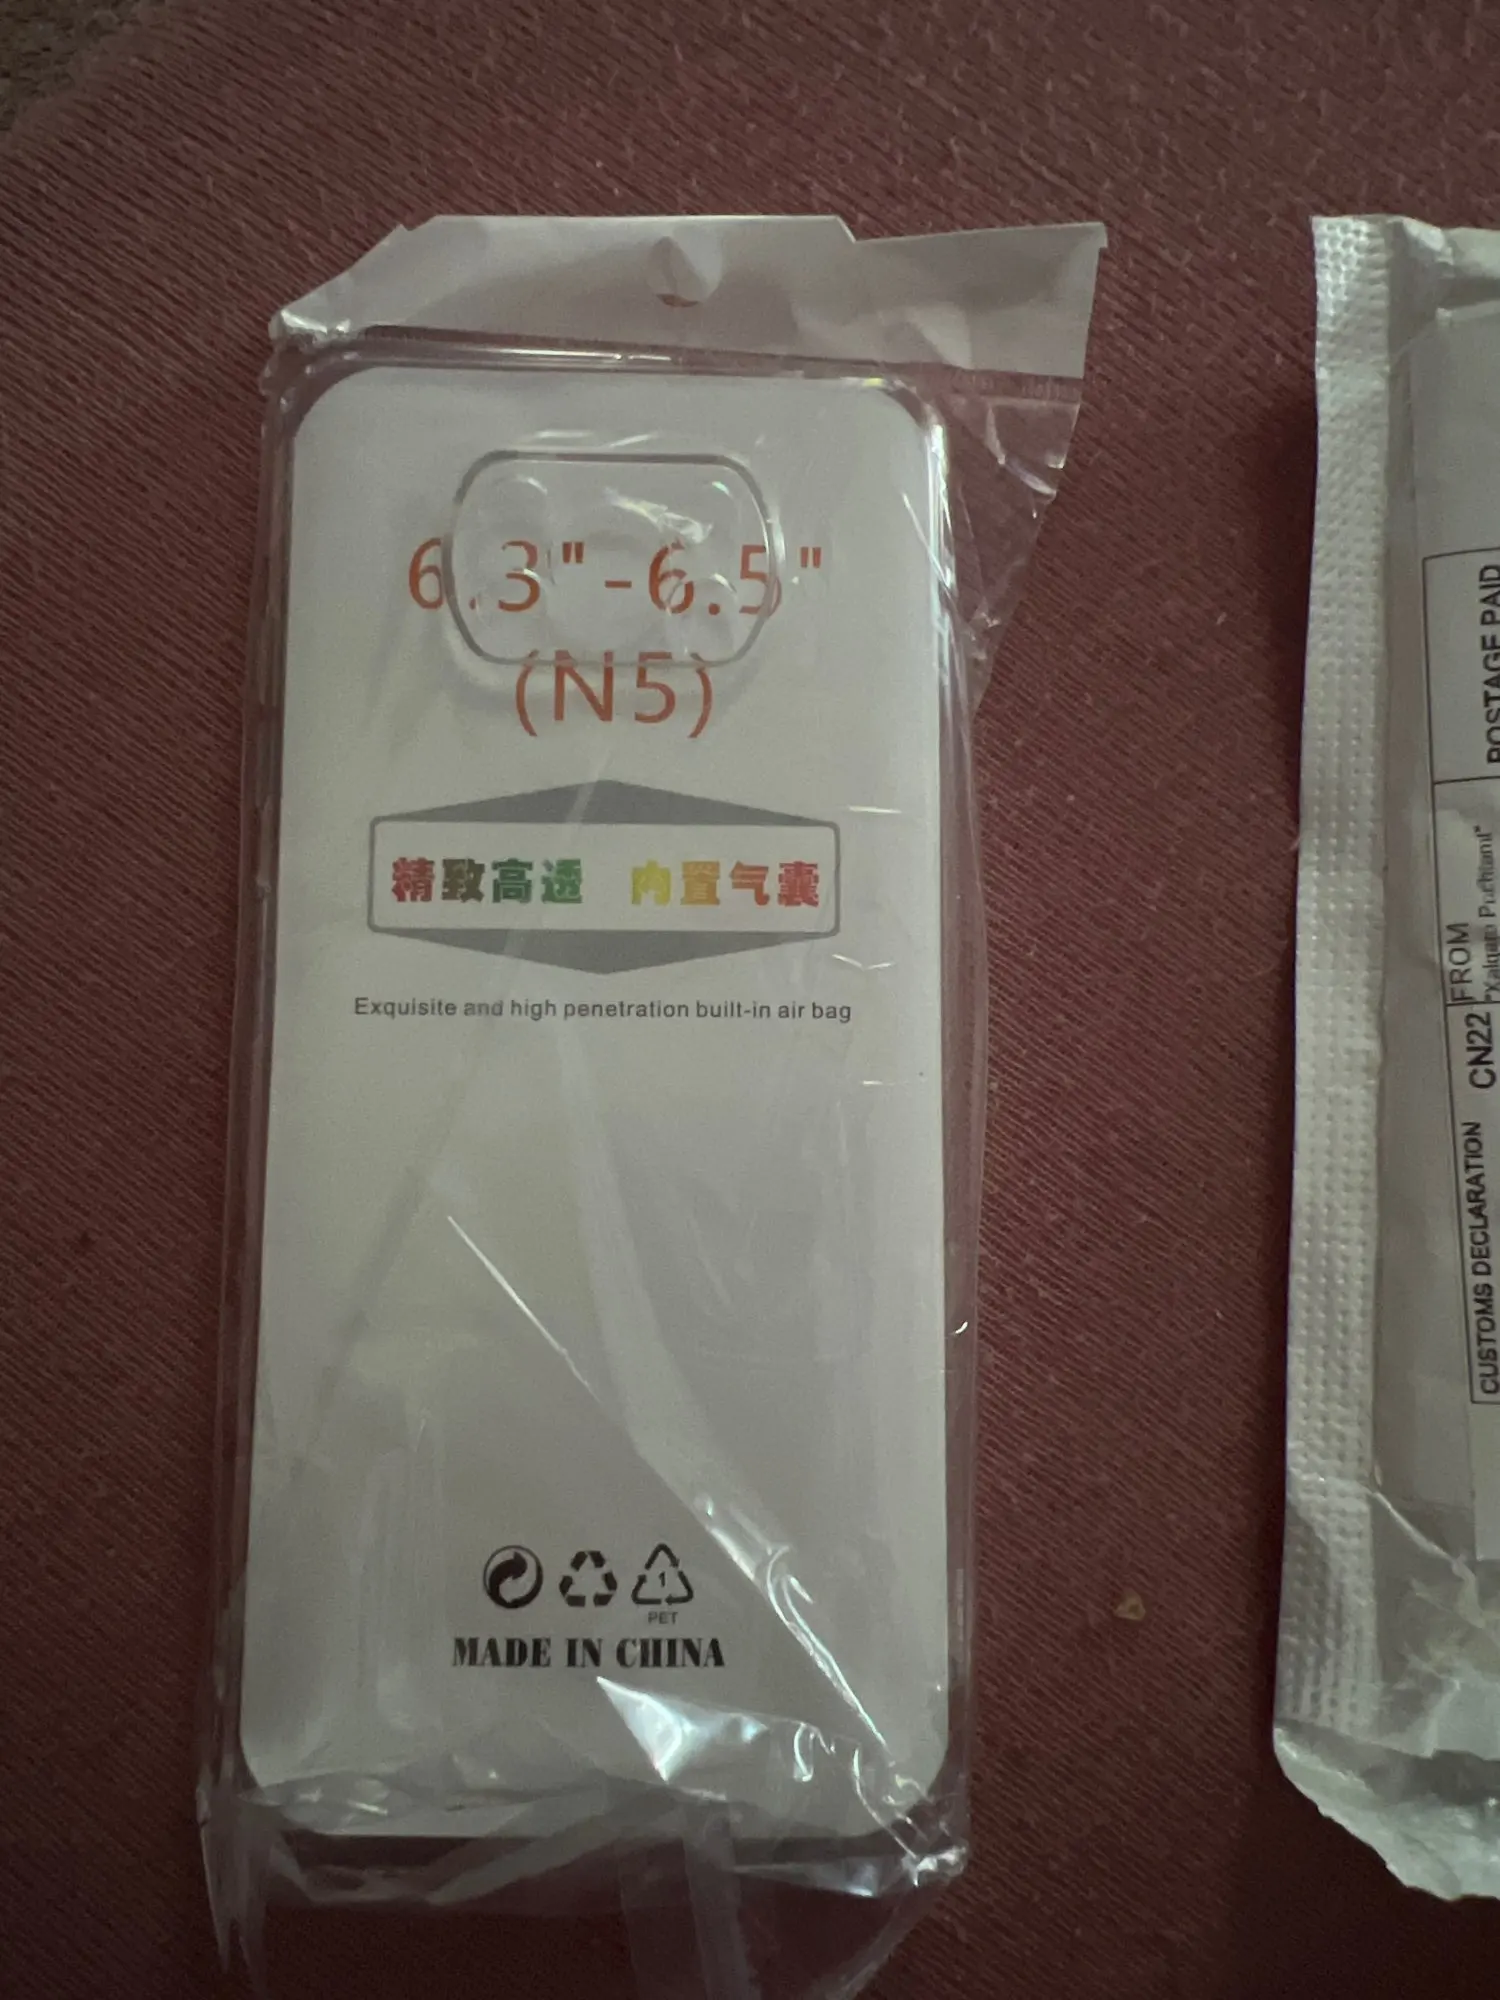 6.3"-6.5"
(N5)
精致高透 内置气囊
Exquisite and high penetration built-in air bag
1
PET
MADE IN CHINA
POSTAGE PAID
FROM
CUSTOMS DECLARATION CN22